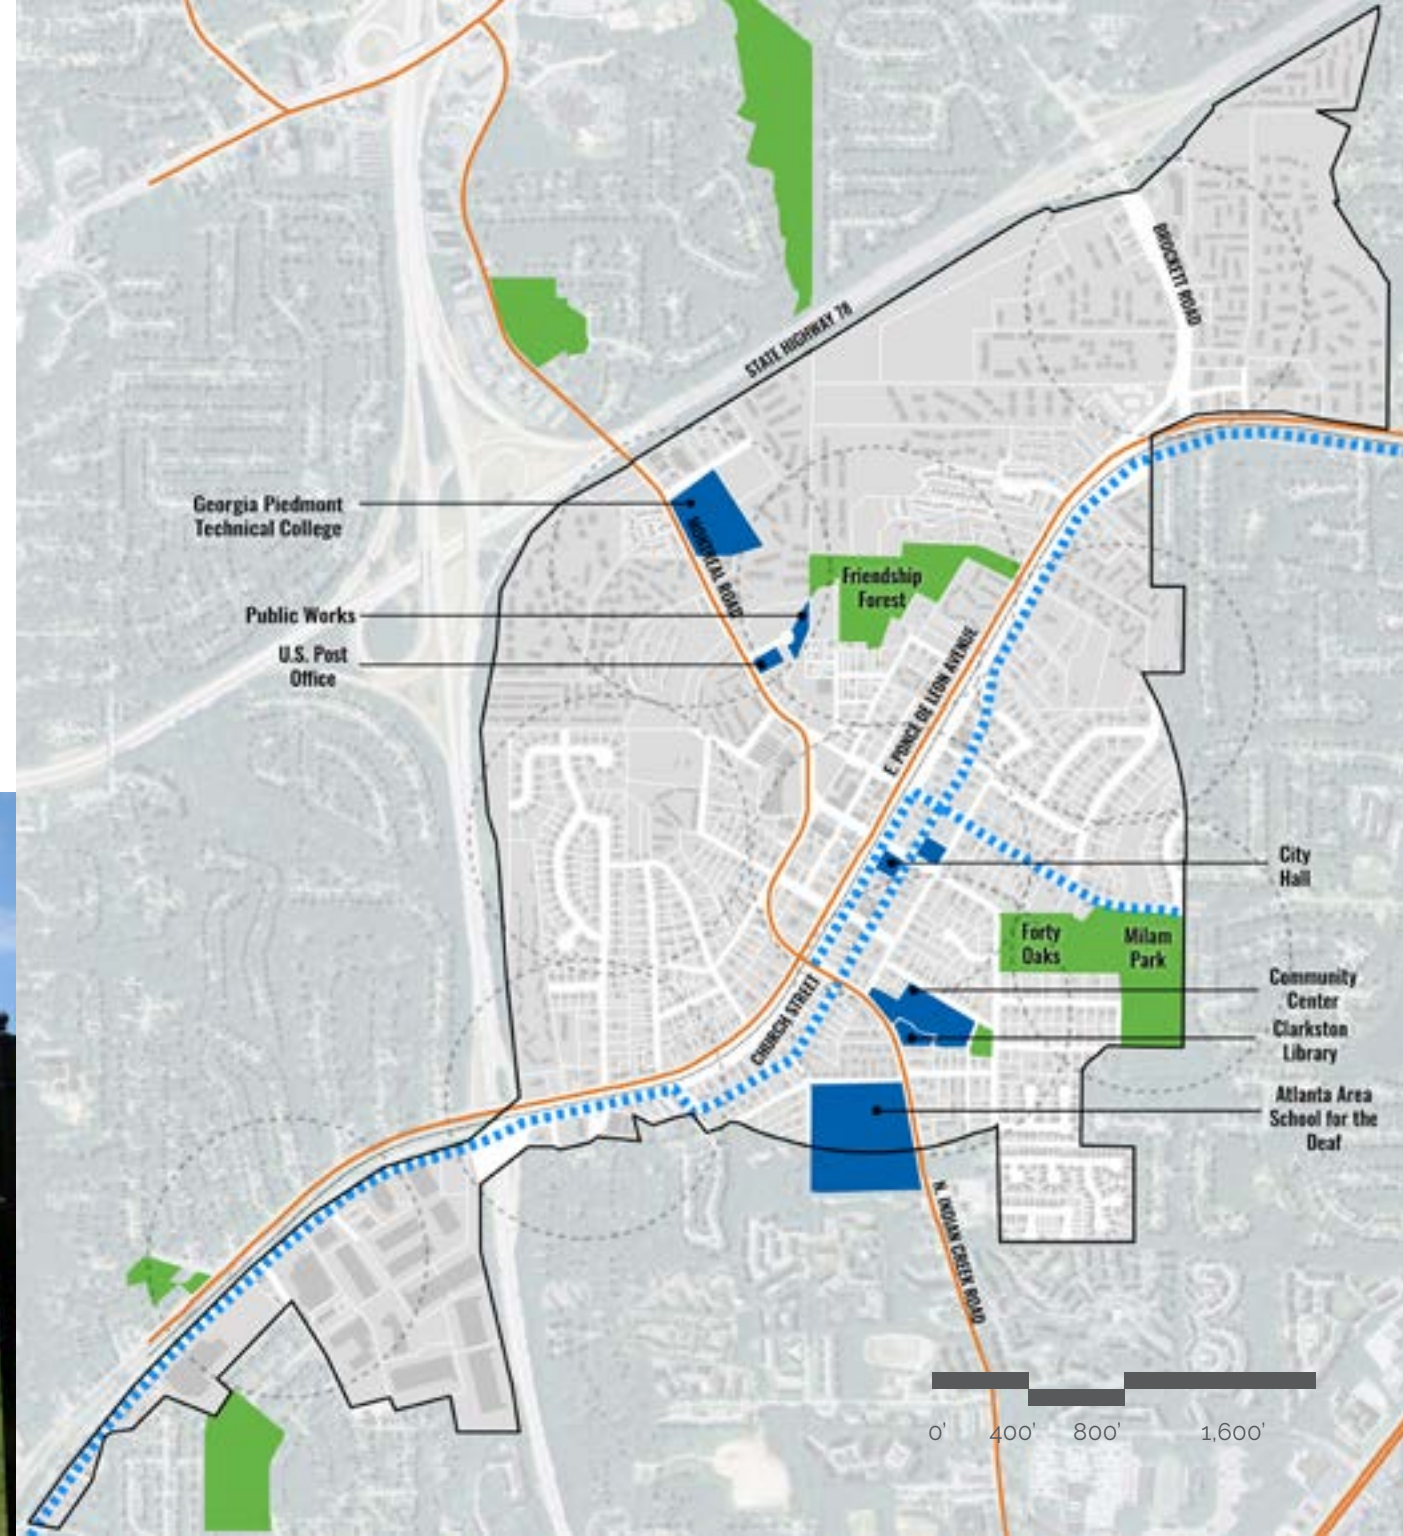 BROCKETT ROAD
STATE HIGHWAY 78
Georgia Piedmont
Technical College
MONTREAL ROAD
Friendship
Forest
Public Works
U.S. Post
Office
E. PONCE DE LEON AVENUE
City
Hall
Forty
Oaks
Milam
Park
Community
Center
CHURCH STREET
Clarkston
Library
Atlanta Area
School for the
Deaf
N. INDIAN CREEK ROAD
0' 400' 800' 1,600'